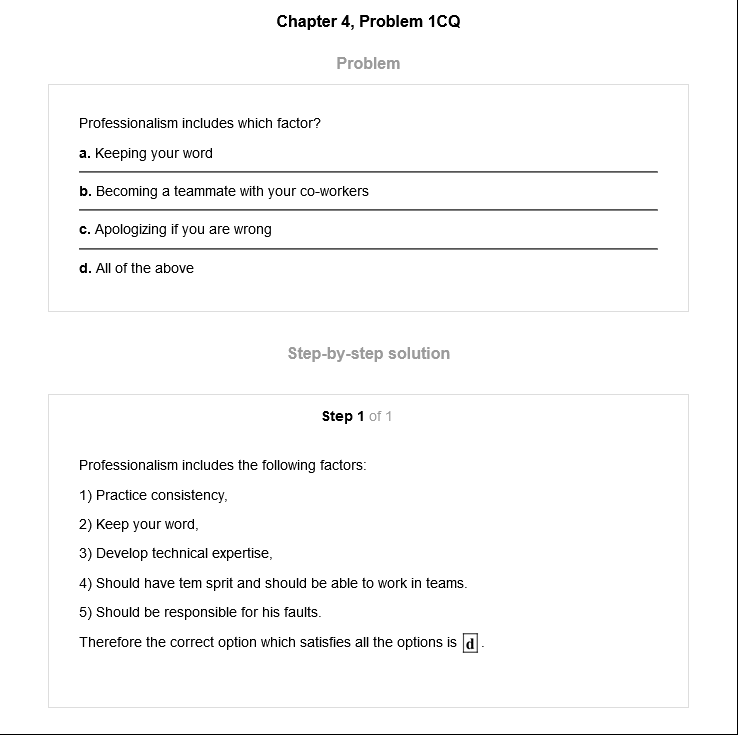 Chapter 4, Problem 1CQ
Problem
Professionalism includes which factor?
a. Keeping your word
b. Becoming a teammate with your co-workers
c. Apologizing if you are wrong
d. All of the above
Step-by-step solution
Step 1 of 1
Professionalism includes the following factors:
1) Practice consistency,
2) Keep your word,
3) Develop technical expertise,
4) Should have tem sprit and should be able to work in teams.
5) Should be responsible for his faults.
Therefore the correct option which satisfies all the options is d .